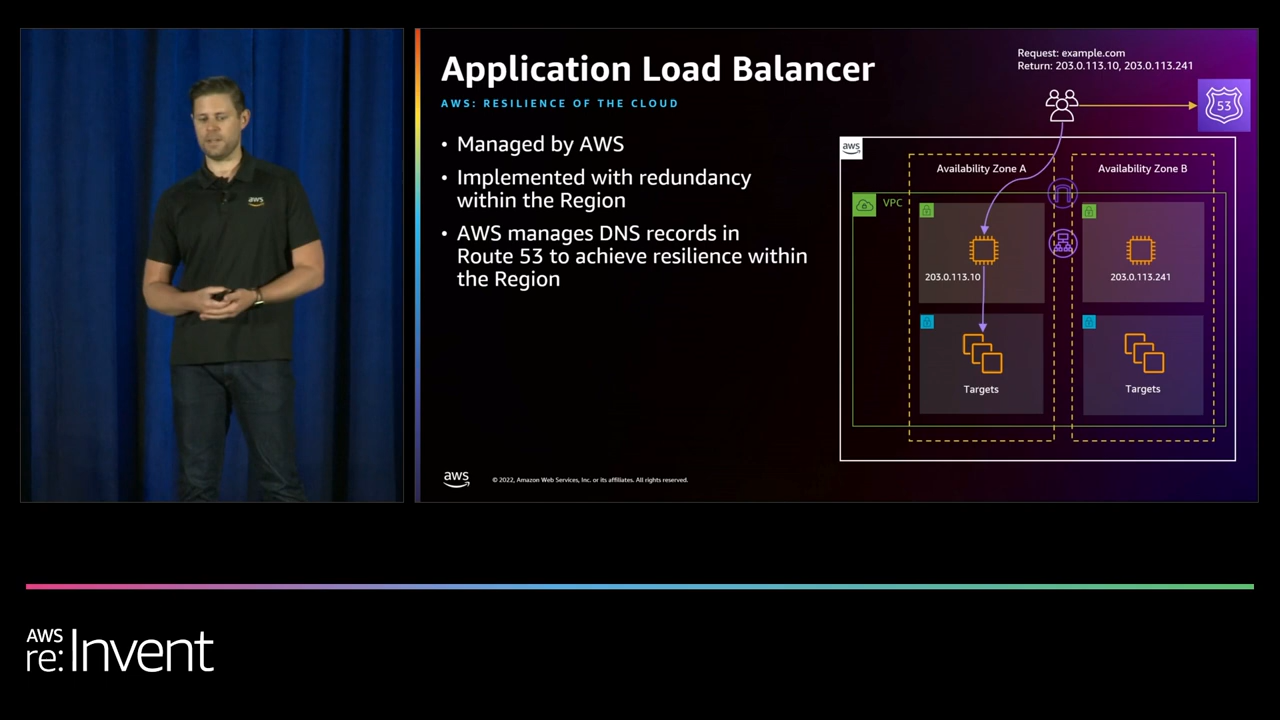 Application Load Balancer
AWS: RESILIENCE OF THE CLOUD
• Managed by AWS
• Implemented with redundancy
within the Region
• AWS manages DNS records in
Route 53 to achieve resilience within
the Region
Request: example.com
Return: 203.0.113.10, 203.0.113.241
53
aws
Availability Zone A
Availability Zone B
VPC
203.0.113.10
203.0.113.241
Targets
Targets
aws
© 2022, Amazon Web Services, Inc. or its affiliates. All rights reserved.
aws
AWS
re:Invent